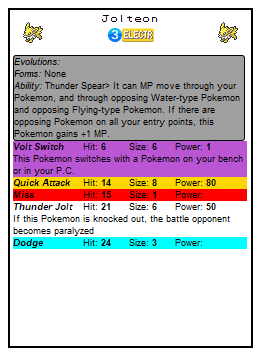 Jolteon
3 ELECTR
Evolutions:
Forms: None
Ability: Thunder Spear> It can MP move through your
Pokemon, and through opposing Water-type Pokemon
and opposing Flying-type Pokemon. If there are
opposing Pokemon on all your entry points, this
Pokemon gains +1 MP.
Volt Switch Hit: 6 Size: 6 Power: 1
This Pokemon switches with a Pokemon on your bench
or in your P.C.
Quick Attack Hit: 14 Size: 8 Power: 80
Miss Hit: 15 Size: 1 Power:
Thunder Jolt Hit: 21 Size: 6 Power: 50
If this Pokemon is knocked out, the battle opponent
becomes paralyzed
Dodge Hit: 24 Size: 3 Power: